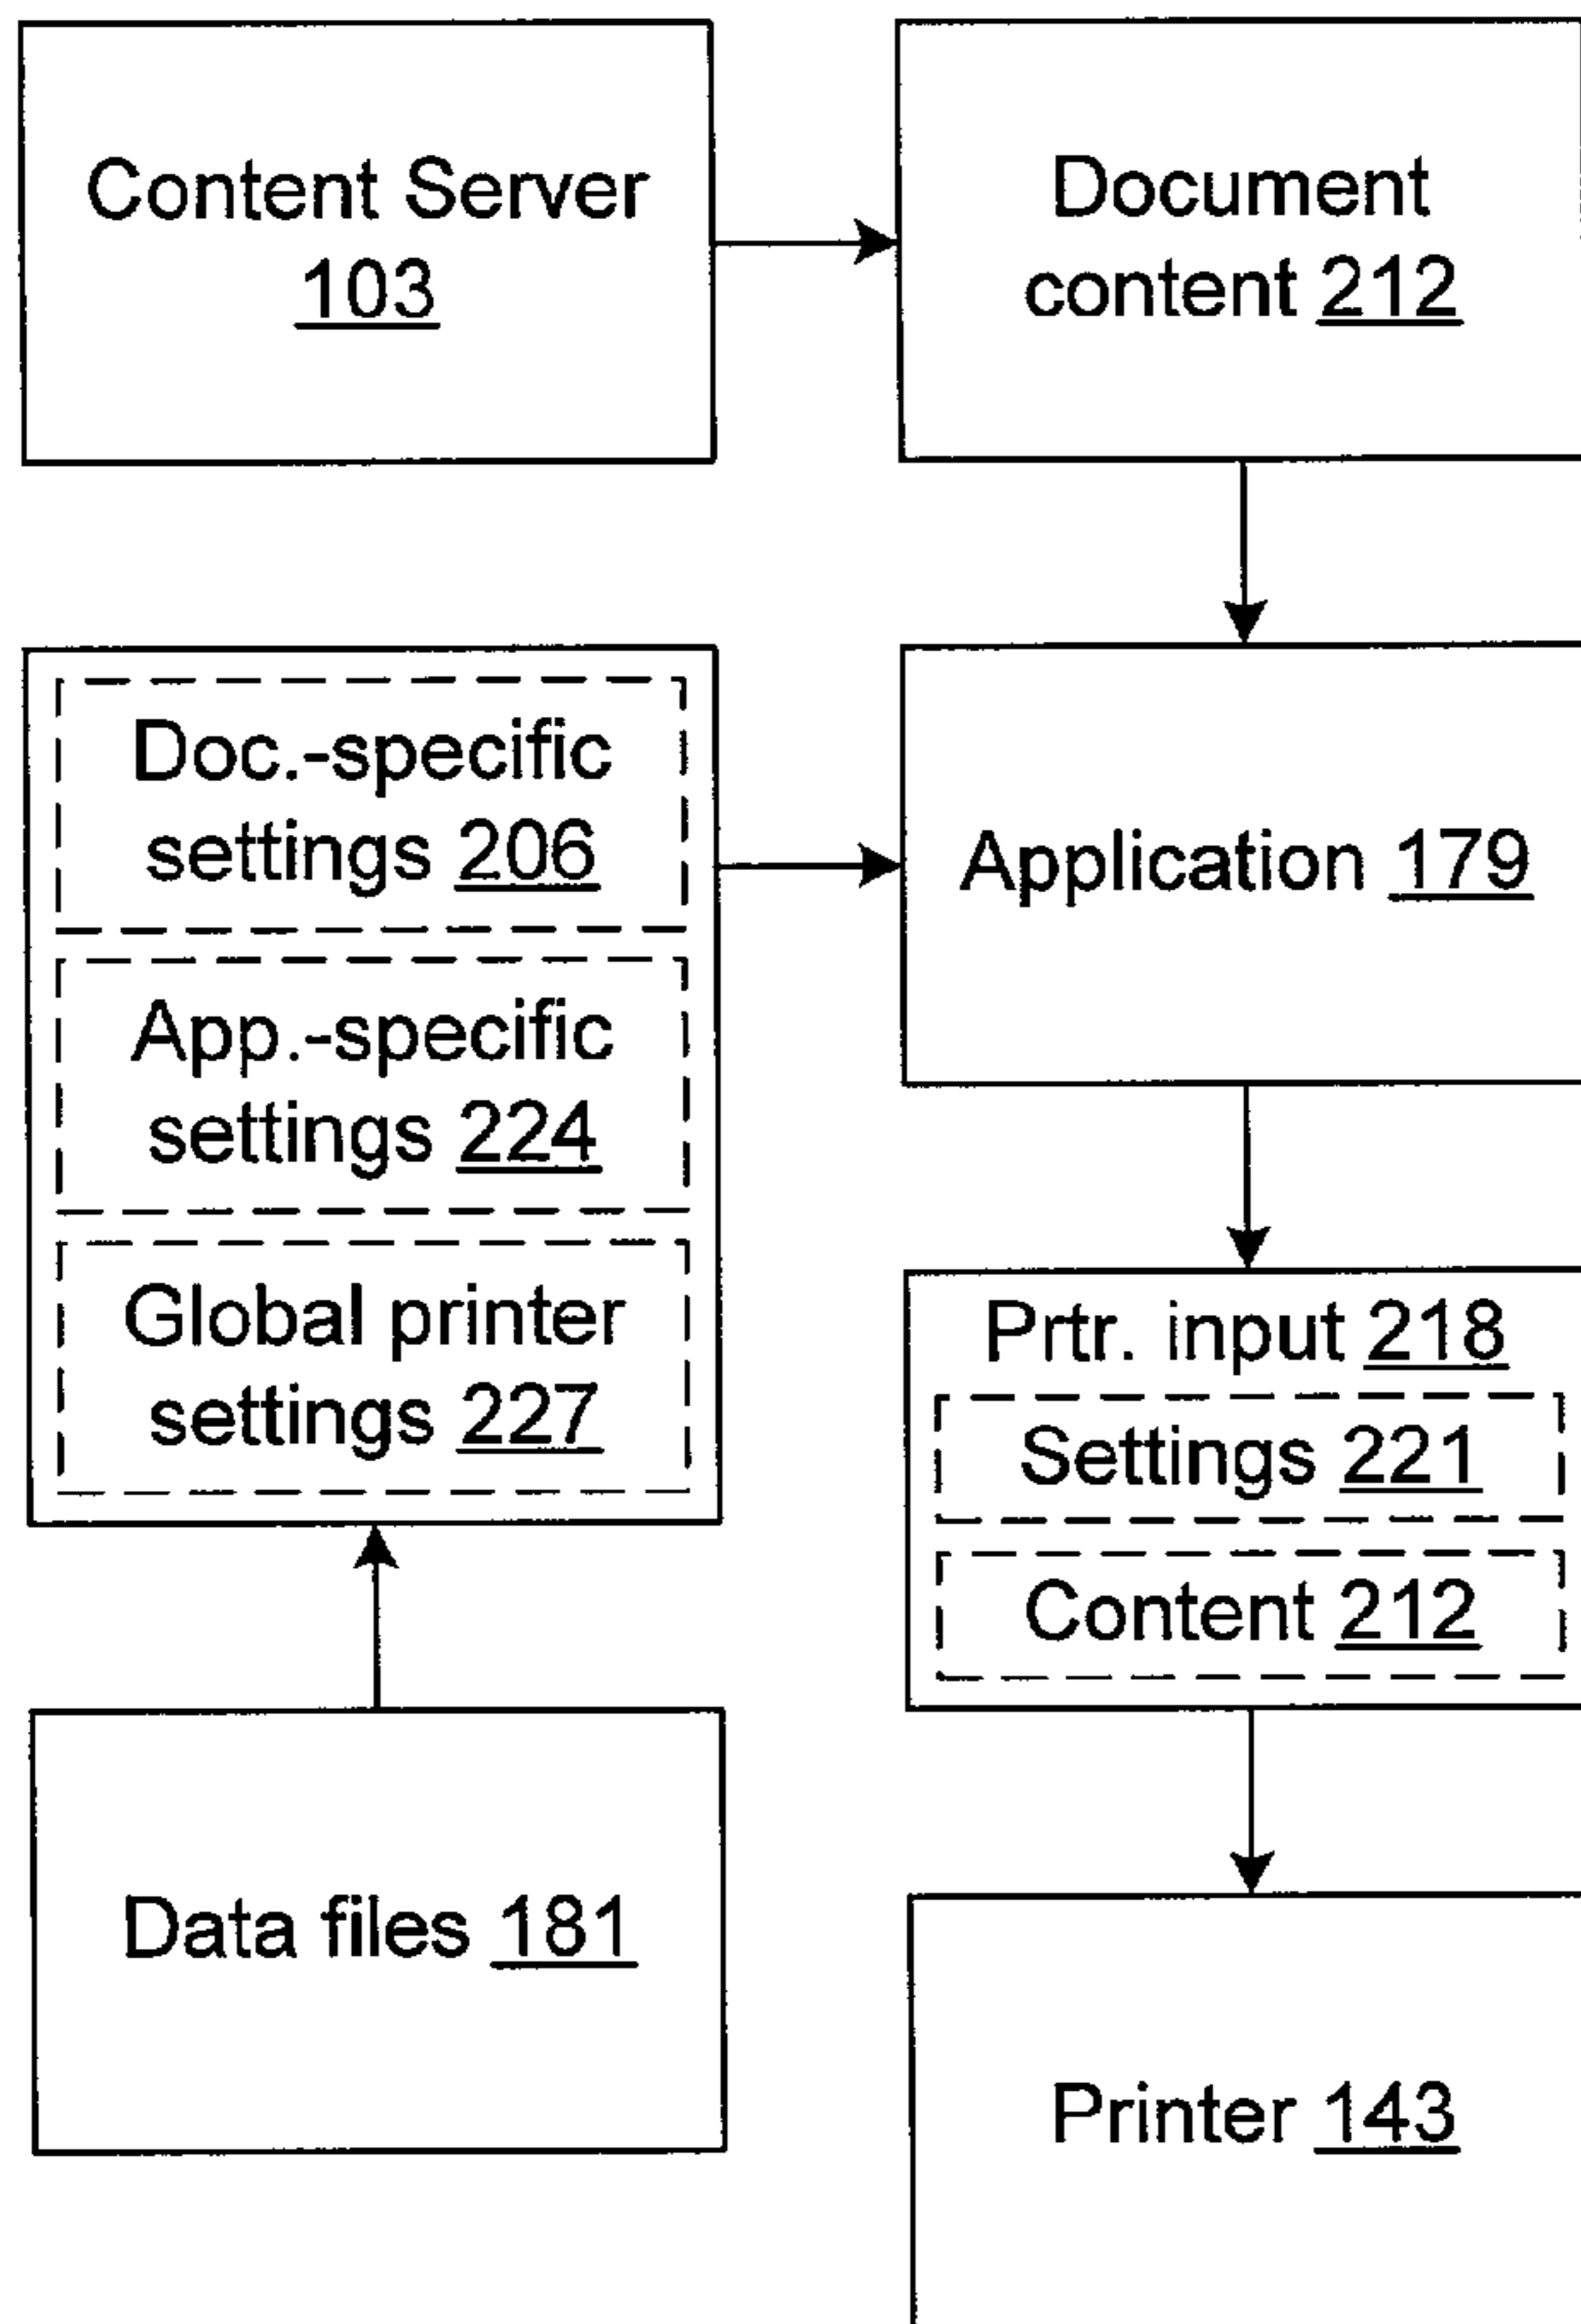 Content Server
103
Document
content 212
Doc.-specific
settings 206
App.-specific
settings 224
Global printer
settings 227
Application 179
Prtr. input 218
Settings 221
Content 212
Data files 181
Printer 143